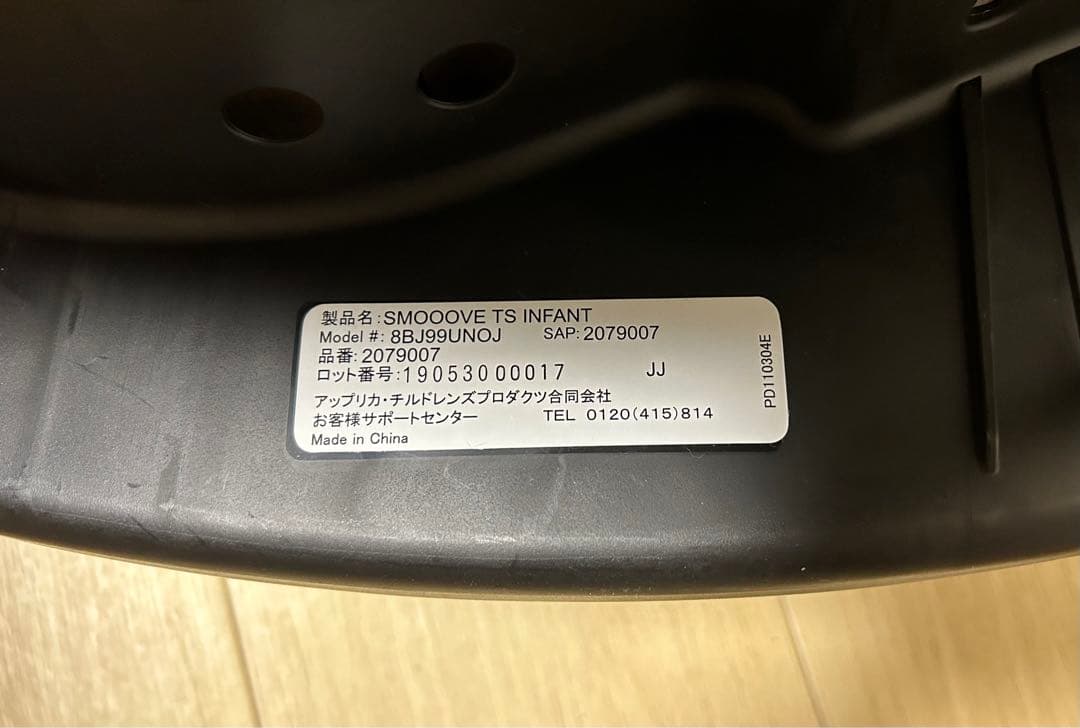 製品名:SMOOOVE TS INFANT
Model #: 8BJ99UNOJ SAP:2079007
品番:2079007
ロット番号:19053000017 JJ
アップリカ・チルドレンズプロダクツ合同会社
お客様サポートセンター TEL 0120(415)814
Made in China
PD110304E